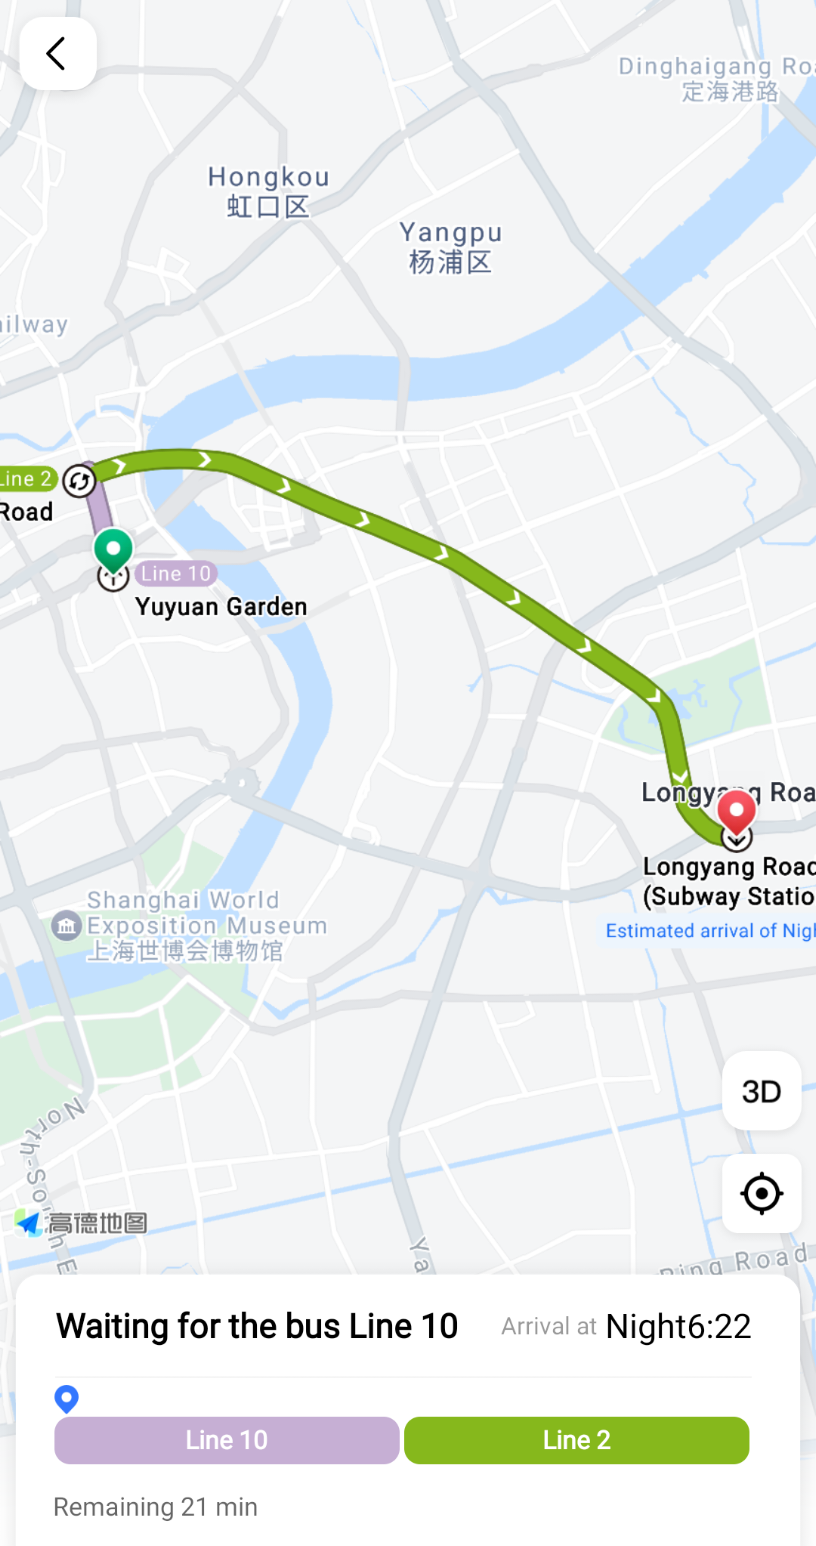 Dinghaigang Roa
定海港路
Hongkou
虹口区
Yangpu
杨浦区
ailway
Line 2
Road
Line 10
Yuyuan Garden
Longyang Roa
Longyang Road
(Subway Statio
Estimated arrival of Nigh
Shanghai World
Exposition Museum
上海世博会博物馆
3D
North-So h E
高德地图
Ya
Ping Road
Waiting for the bus Line 10
Arrival at Night6:22
Line 10
Line 2
Remaining 21 min